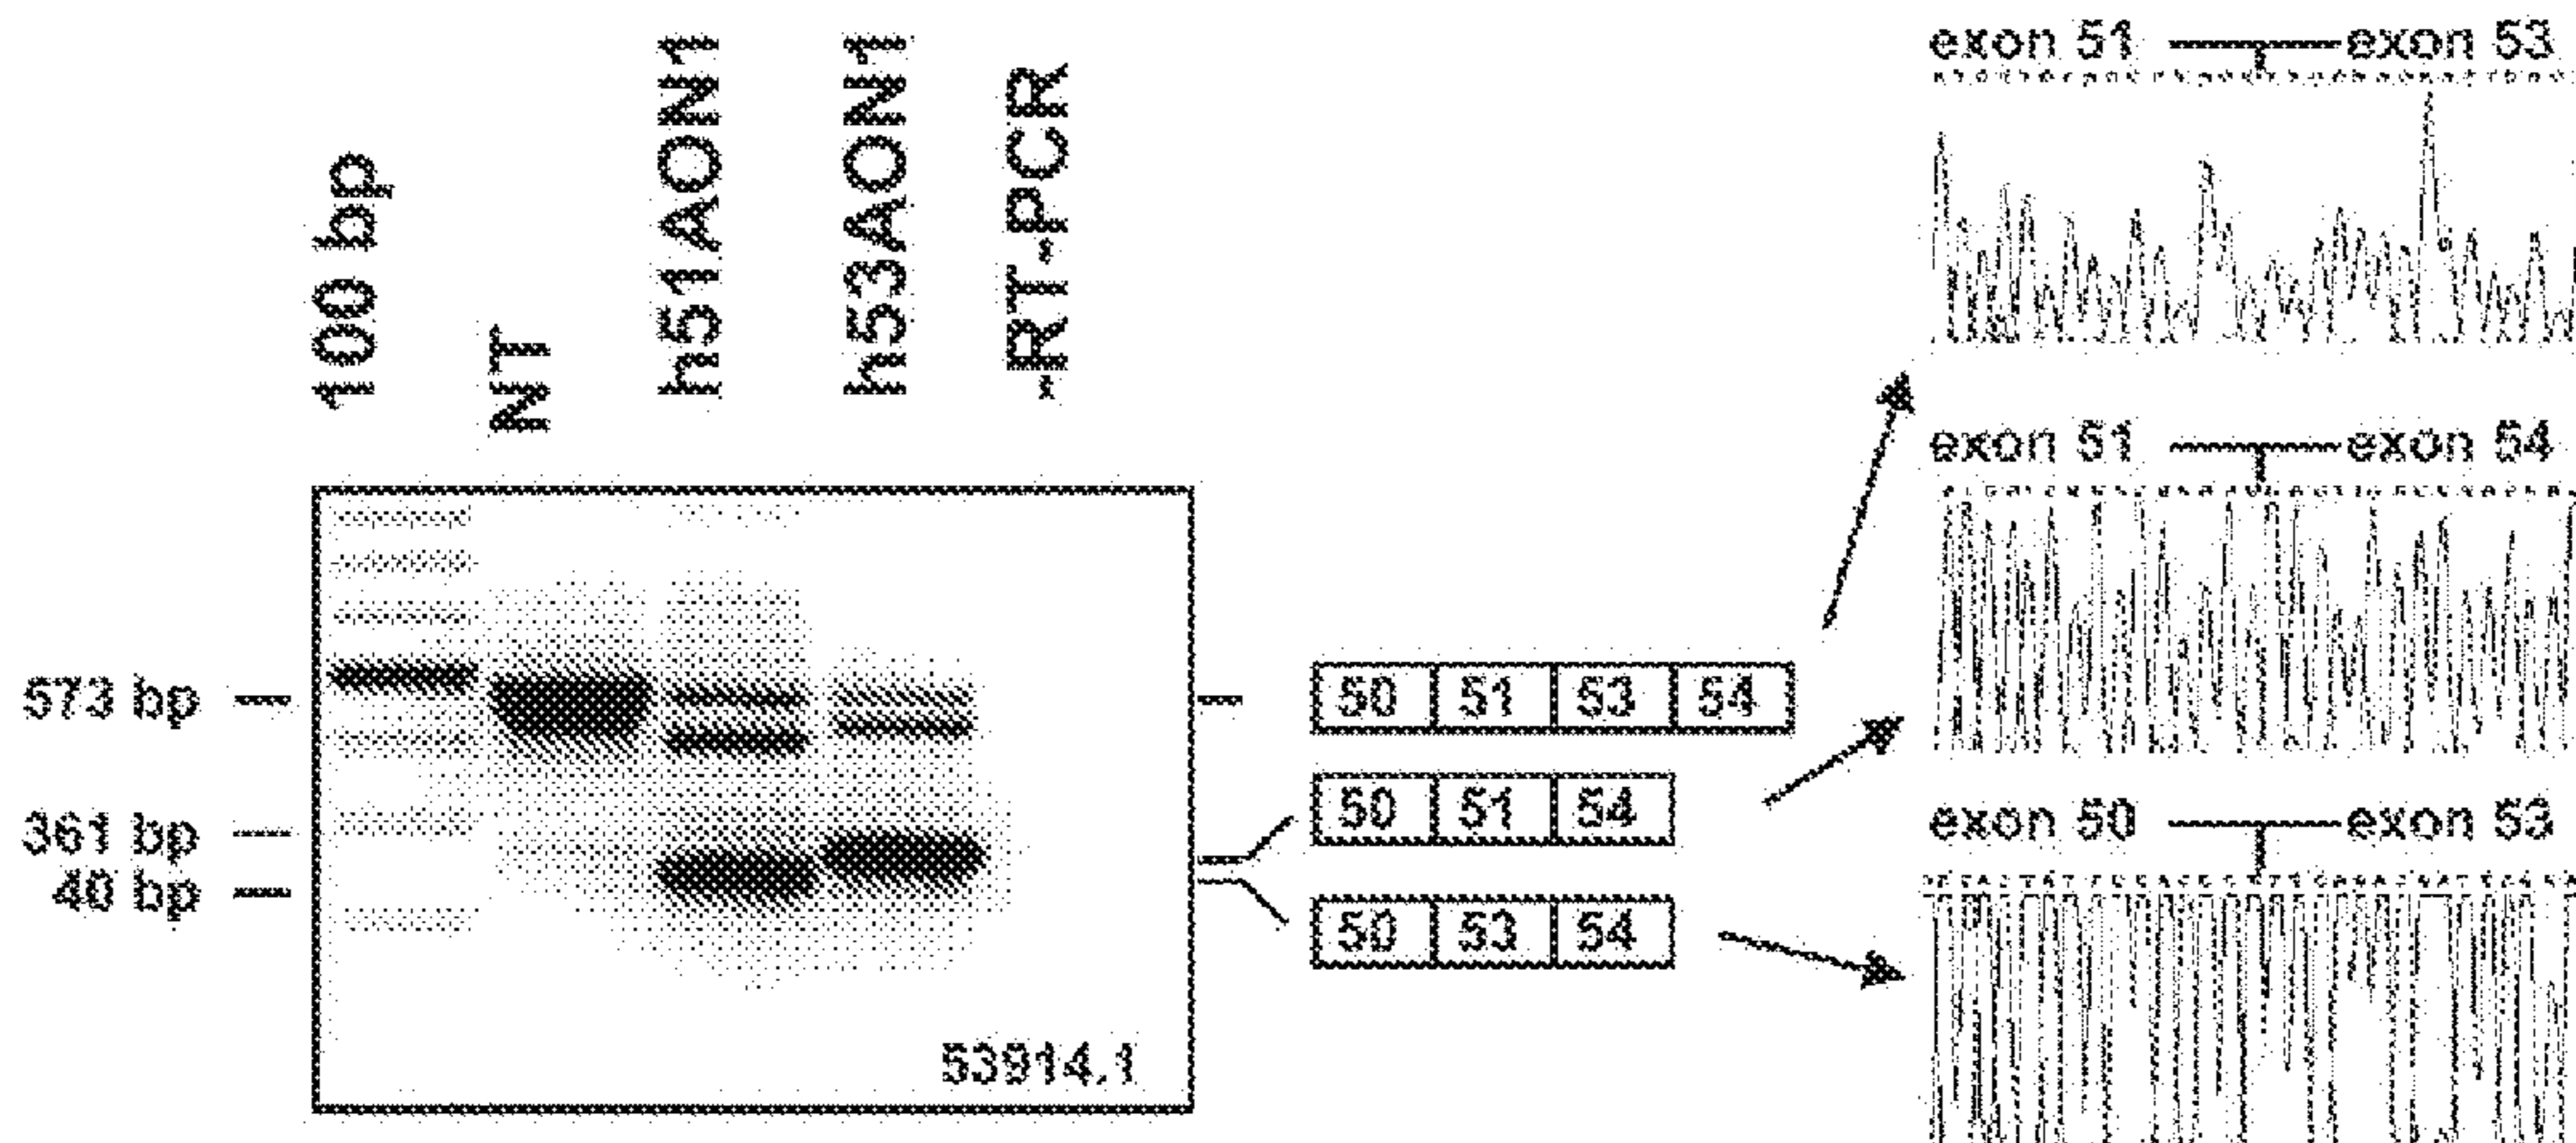 100 bp
NT
h51AON1
h53AON1
-RT-PCR
573 bp
361 bp
40 bp
53914.1
50 51 53 54
50 51 54
50 53 54
exon 51 exon 53
exon 51 exon 54
exon 50 exon 53